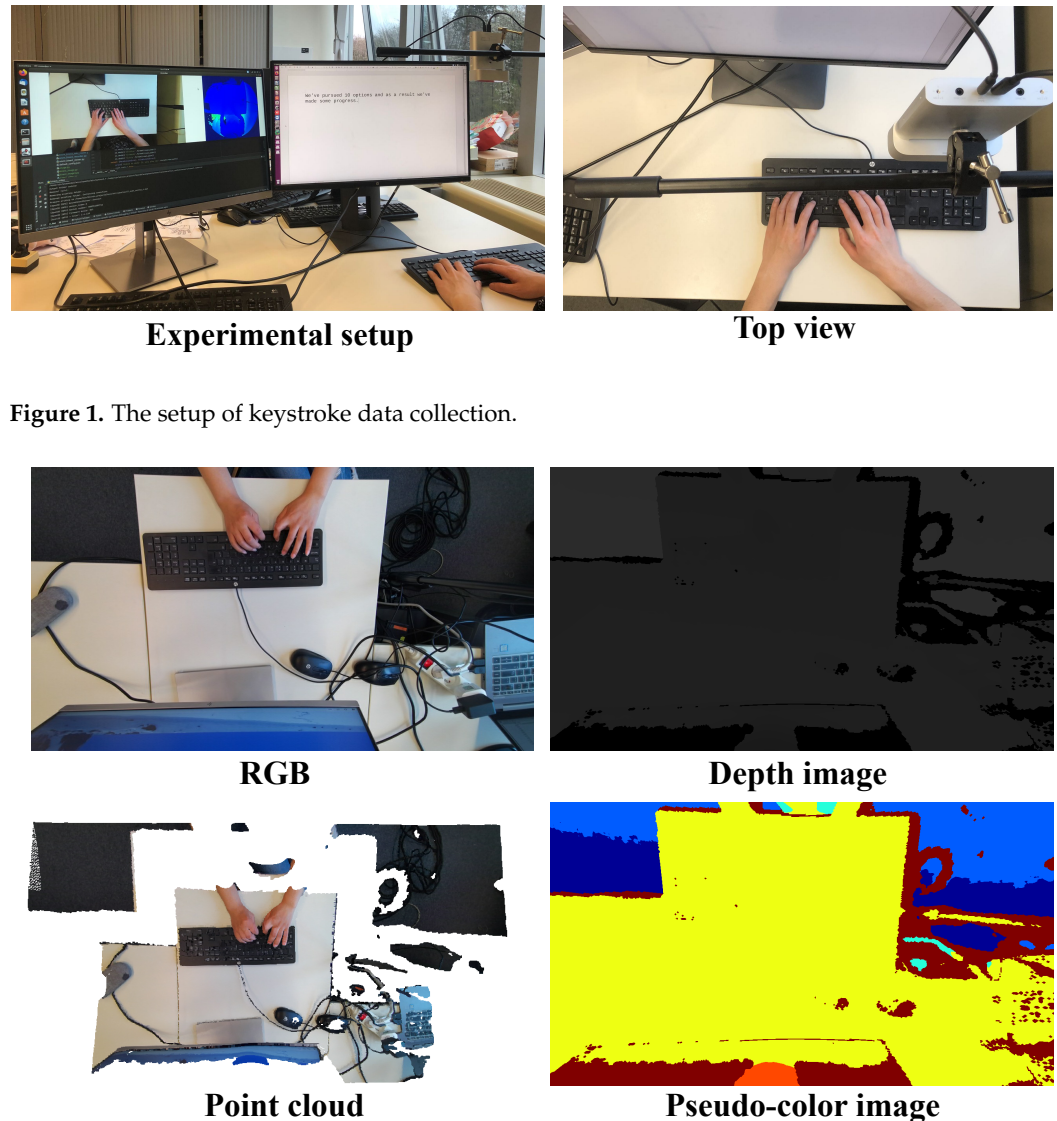 We've pursued 10 options and as a result we've
made some progress.
Experimental setup
Top view
Figure 1. The setup of keystroke data collection.
RGB
Depth image
Point cloud
Pseudo-color image